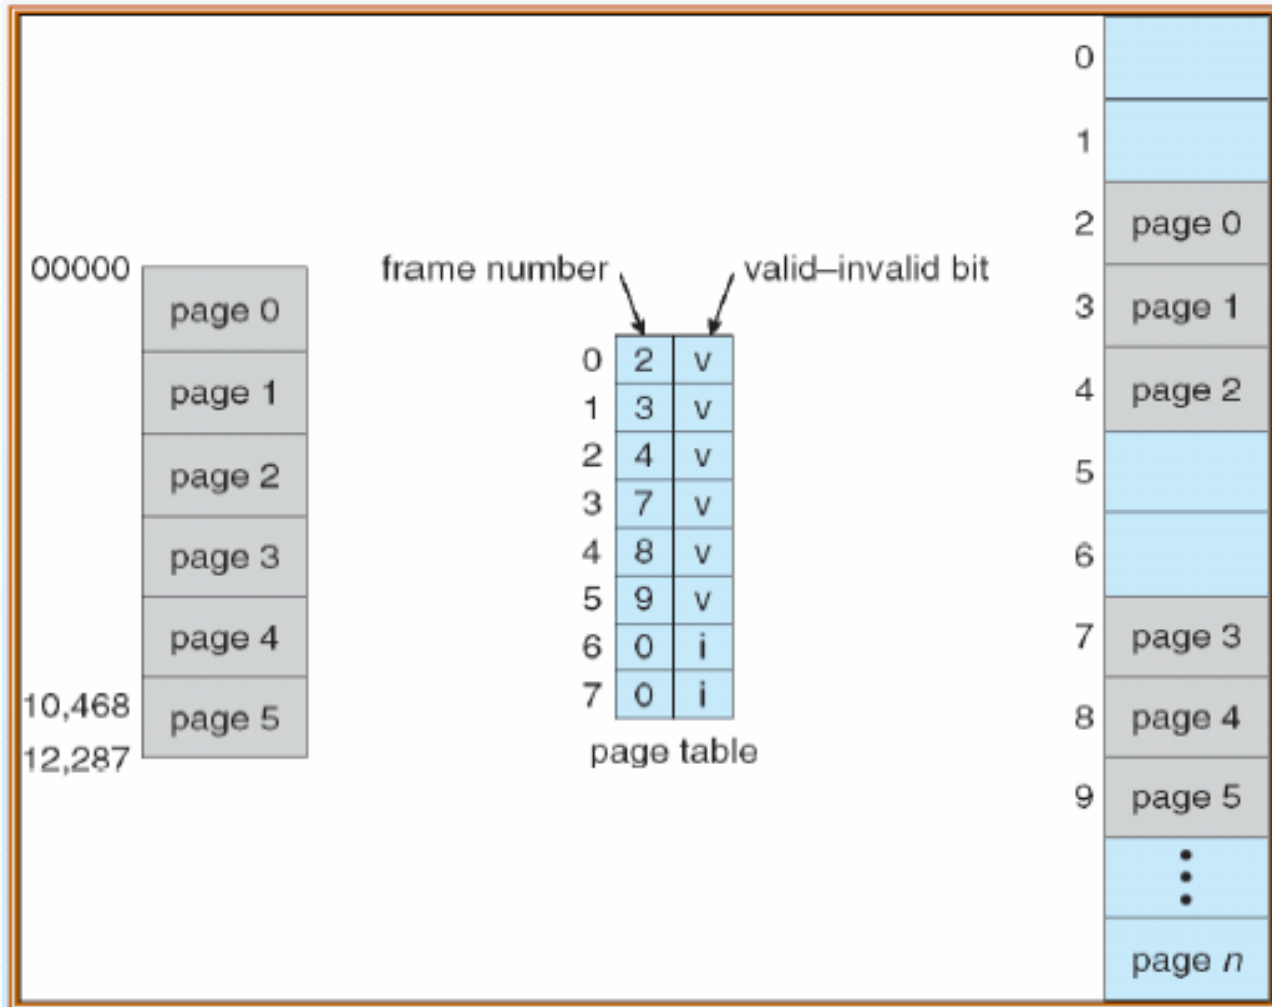 00000
page 0
page 1
page 2
page 3
page 4
10,468
page 5
12,287
frame number
valid–invalid bit
0 2 v
1 3 v
2 4 v
3 7 v
4 8 v
5 9 v
6 0 i
7 0 i
page table
0
1
2 page 0
3 page 1
4 page 2
5
6
7 page 3
8 page 4
9 page 5
page n